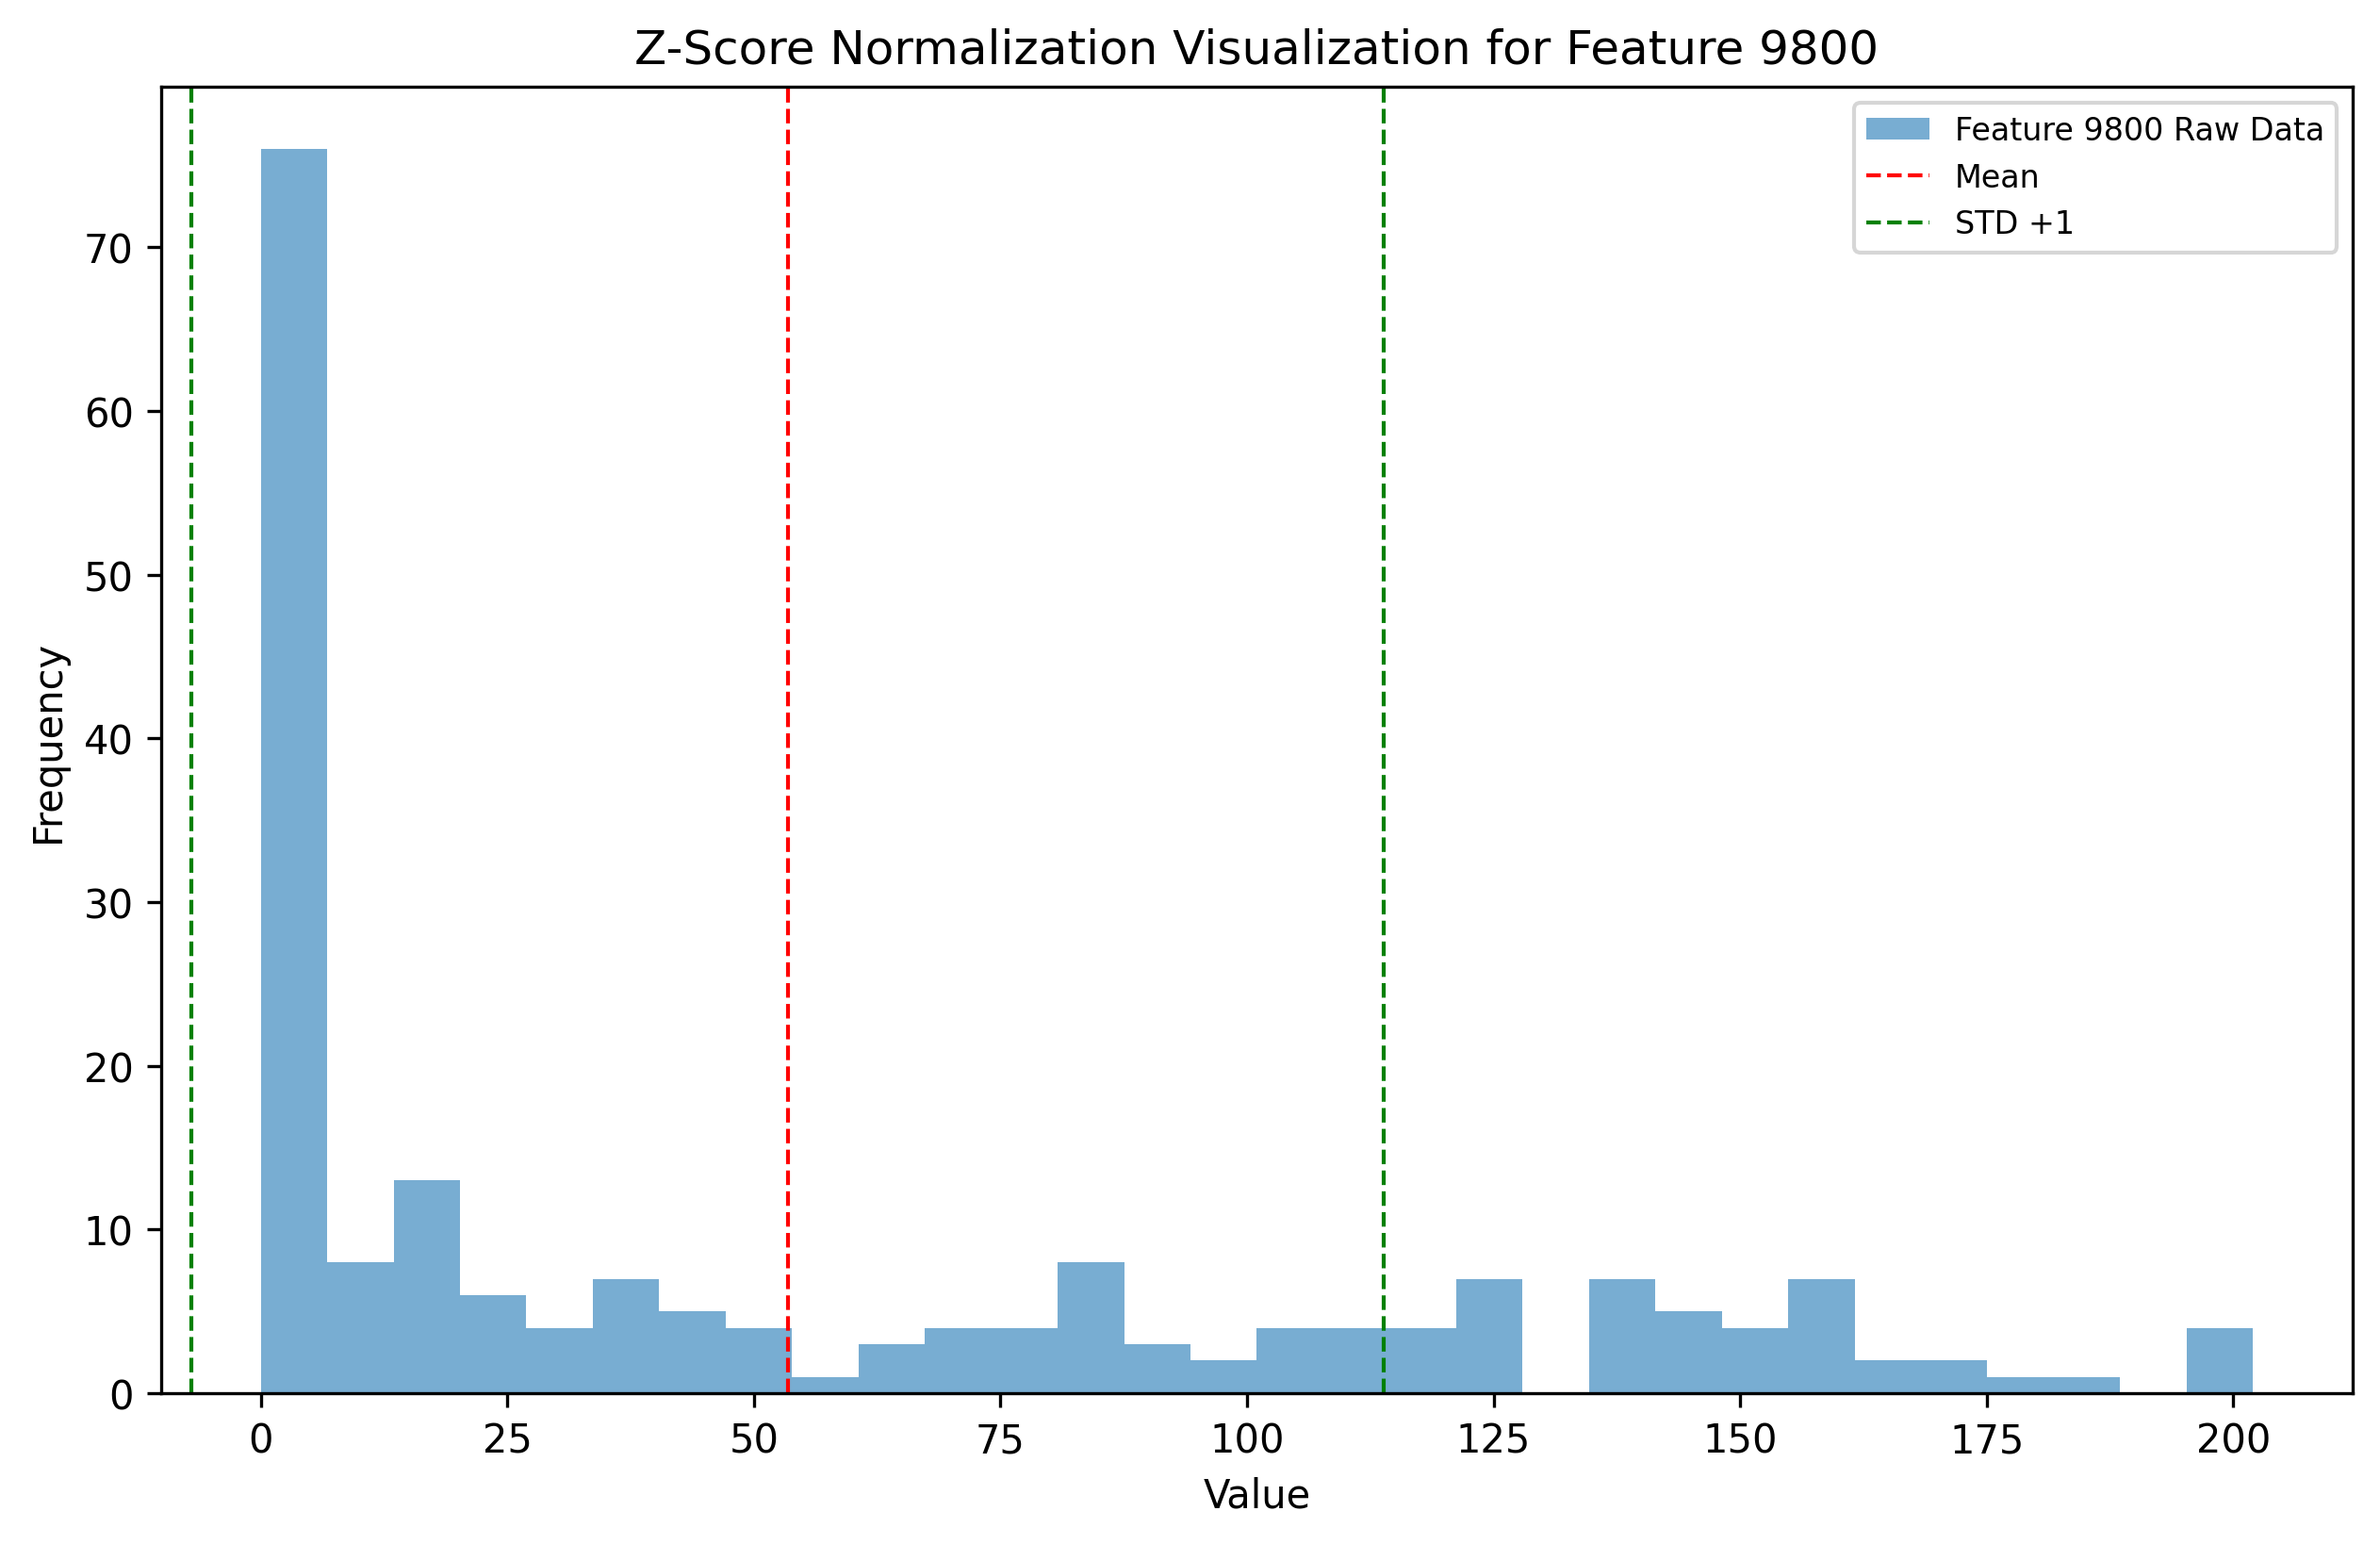 Z-Score Normalization Visualization for Feature 9800
Feature 9800 Raw Data
Mean
STD +1
Frequency
70
60
50
40
30
20
10
0
0 25 50 75 100 125 150 175 200
Value